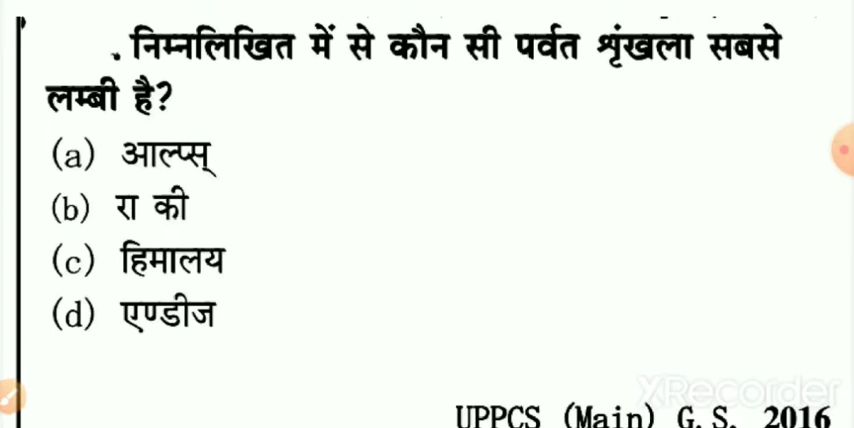 . निम्नलिखित में से कौन सी पर्वत शृंखला सबसे
लम्बी है?
(a) आल्प्स्
(b) रा की
(c) हिमालय
(d) एण्डीज
XRecorder
UPPCS (Main) G.S. 2016